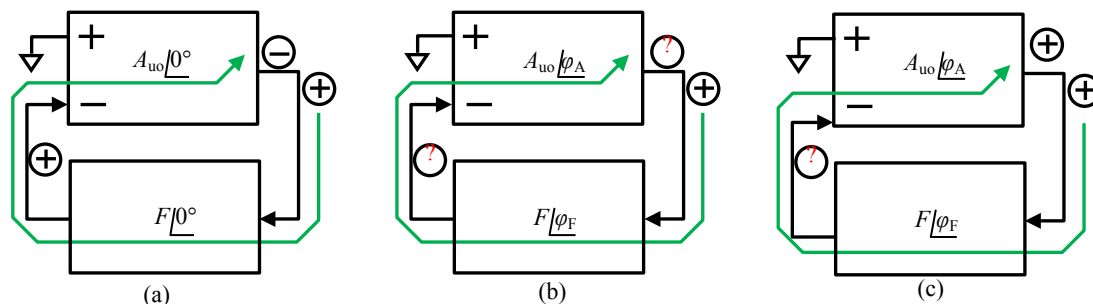 + − A_uo∠0° − +
+ F∠0°
(a)
+ − A_uo∠φ_A ? +
? F∠φ_F
(b)
+ − A_uo∠φ_A + +
? F∠φ_F
(c)